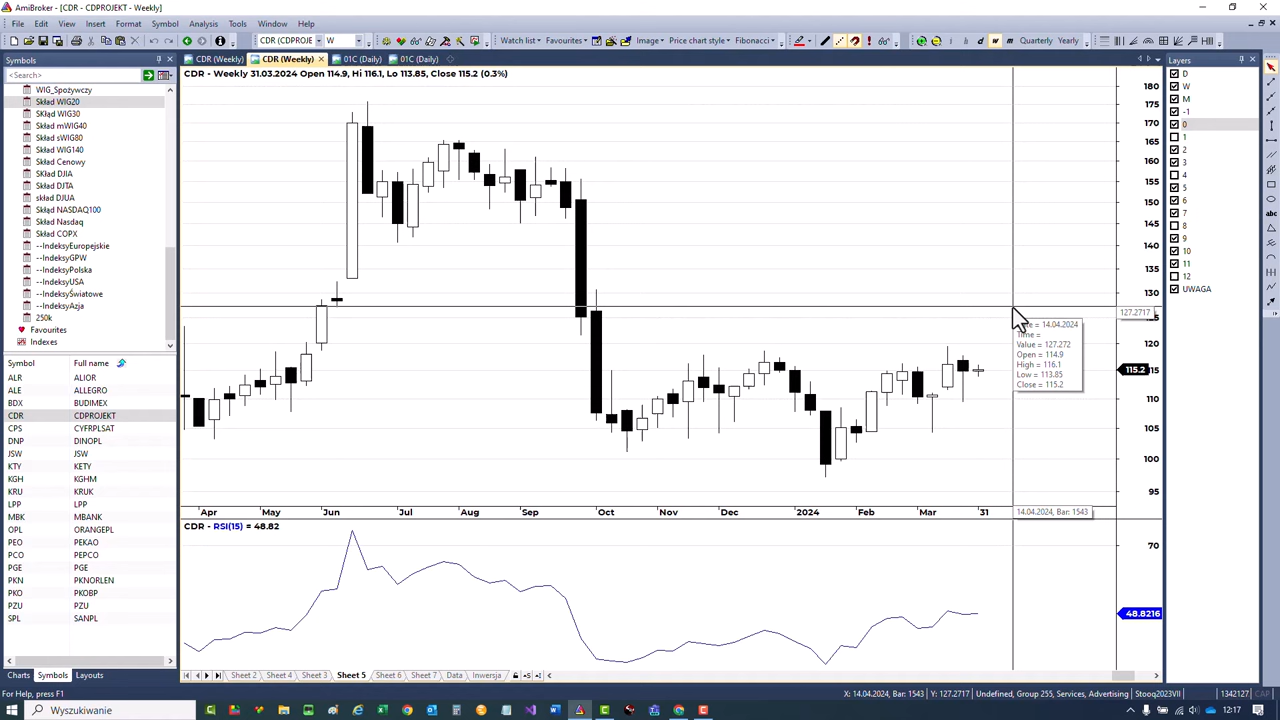 AmiBroker - [CDR - CDPROJEKT - Weekly]
File Edit View Insert Format Symbol Analysis Tools Window Help
CDR (CDPROJE W Watch list Favourites Image Price chart style Fibonacci d w m Quarterly Yearly
Symbols
CDR (Weekly) CDR (Weekly) 01C (Daily) 01C (Daily)
Layers
<Search>
CDR - Weekly 31.03.2024 Open 114.9, Hi 116.1, Lo 113.85, Close 115.2 (0.3%)
WIG_Spożywczy
Skład WIG20
Skład WIG30
Skład mWIG40
Skład sWIG80
Skład WIG140
Skład Cenowy
Skład DJIA
Skład DJTA
skład DJUA
Skład NASDAQ100
Skład Nasdaq
Skład COPX
--IndeksyEuropejskie
--IndeksyGPW
--IndeksyPolska
--IndeksyUSA
--IndeksyŚwiatowe
--IndeksyAzja
250k
Favourites
Indexes
Symbol Full name
ALR ALIOR
ALE ALLEGRO
BDX BUDIMEX
CDR CDPROJEKT
CPS CYFRPLSAT
DNP DINOPL
JSW JSW
KTY KETY
KGH KGHM
KRU KRUK
LPP LPP
MBK MBANK
OPL ORANGEPL
PEO PEKAO
PCO PEPCO
PGE PGE
PKN PKNORLEN
PKO PKOBP
PZU PZU
SPL SANPL
Charts Symbols Layouts
180
175
170
165
160
155
150
145
140
135
130
127.2717
125
120
115.2 15
110
105
100
95
= 14.04.2024
Time =
Value = 127.272
Open = 114.9
High = 116.1
Low = 113.85
Close = 115.2
Apr May Jun Jul Aug Sep Oct Nov Dec 2024 Feb Mar 31 14.04.2024, Bar: 1543
CDR - RSI(15) = 48.82
70
48.8216
D
W
M
-1
0
1
2
3
4
5
6
7
8
9
10
11
12
UWAGA
Sheet 2 Sheet 4 Sheet 3 Sheet 5 Sheet 6 Sheet 7 Data Inwersja
For Help, press F1 X: 14.04.2024, Bar: 1543 Y: 127.2717 Undefined, Group 255, Services, Advertising Stooq2023VII 1342127 CAP
Wyszukiwanie 12:17